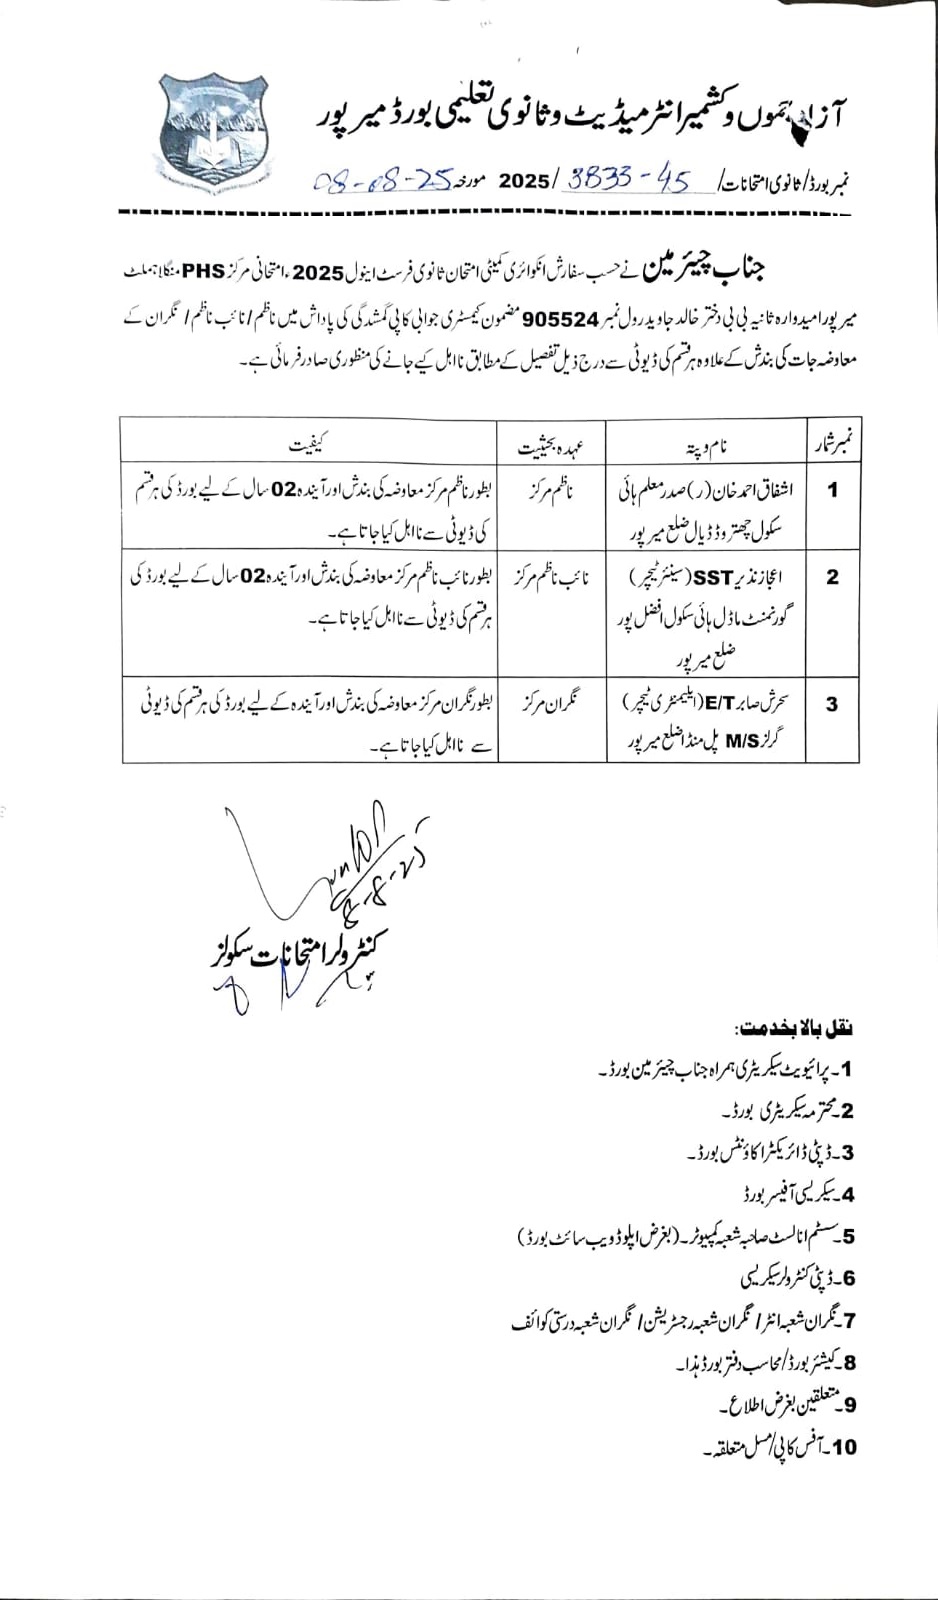 آزاد جموں و کشمیر انٹرمیڈیٹ و ثانوی تعلیمی بورڈ میرپور
نمبر بورڈ/ثانوی امتحانات/ 3833-45 /2025 مورخہ 08-08-25
جناب چیئرمین نے حسب سفارش انکوائری کمیٹی امتحان ثانوی فرسٹ اینول 2025ء امتحانی مرکز PHS منگلا ہملٹ
میرپور امیدوارہ ثانیہ بی بی دختر خالد جاوید رول نمبر 905524 مضمون کیمسٹری جوابی کاپی گمشدگی کی پاداش میں ناظم/نائب ناظم/نگران کے
معاوضہ جات کی بندش کے علاوہ ہر قسم کی ڈیوٹی سے درج ذیل تفصیل کے مطابق نااہل کیے جانے کی منظوری صادر فرمائی ہے۔
نمبر شمار نام و پتہ عہدہ بحیثیت کیفیت
1 اشفاق احمد خان (ر) صدر معلم ہائی ناظم مرکز بطور ناظم مرکز معاوضہ کی بندش اور آیندہ 02 سال کے لیے بورڈ کی ہر قسم
سکول چھتروڈ ڈیال ضلع میرپور کی ڈیوٹی سے نااہل کیا جاتا ہے۔
2 اعجاز نذیر SST (سینئر ٹیچر) نائب ناظم مرکز بطور نائب ناظم مرکز معاوضہ کی بندش اور آیندہ 02 سال کے لیے بورڈ کی
گورنمنٹ ماڈل ہائی سکول افضل پور ہر قسم کی ڈیوٹی سے نااہل کیا جاتا ہے۔
ضلع میرپور
3 سحرش صابر E/T (ایلیمنٹری ٹیچر) نگران مرکز بطور نگران مرکز معاوضہ کی بندش اور آیندہ کے لیے بورڈ کی ہر قسم کی ڈیوٹی
گرلز M/S پل منڈا ضلع میرپور سے نااہل کیا جاتا ہے۔
8-8-25
کنٹرولر امتحانات سکولز
نقل بالا بخدمت:
1۔ پرائیویٹ سیکریٹری ہمراہ جناب چیئرمین بورڈ۔
2۔ محترمہ سیکریٹری بورڈ۔
3۔ ڈپٹی ڈائریکٹر اکاؤنٹس بورڈ۔
4۔ سیکریسی آفیسر بورڈ
5۔ سسٹم انالسٹ صاحبہ شعبہ کمپیوٹر۔ (بغرض اپلوڈ ویب سائٹ بورڈ)
6۔ ڈپٹی کنٹرولر سیکریسی
7۔ نگران شعبہ انٹر/ نگران شعبہ رجسٹریشن/ نگران شعبہ درستی کوائف
8۔ کیشئر بورڈ/محاسب دفتر بورڈ ہذا۔
9۔ متعلقین بغرض اطلاع۔
10۔ آفس کاپی/مسل متعلقہ۔